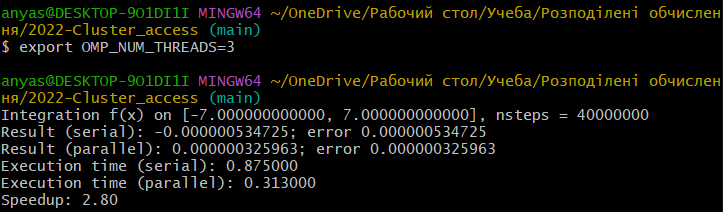 anyas@DESKTOP-9O1DI1I MINGW64 ~/OneDrive/Рабочий стол/Учеба/Розподілені обчислен
ня/2022-Cluster_access (main)
$ export OMP_NUM_THREADS=3
anyas@DESKTOP-9O1DI1I MINGW64 ~/OneDrive/Рабочий стол/Учеба/Розподілені обчислен
ня/2022-Cluster_access (main)
Integration f(x) on [-7.000000000000, 7.000000000000], nsteps = 40000000
Result (serial): -0.000000534725; error 0.000000534725
Result (parallel): 0.000000325963; error 0.000000325963
Execution time (serial): 0.875000
Execution time (parallel): 0.313000
Speedup: 2.80